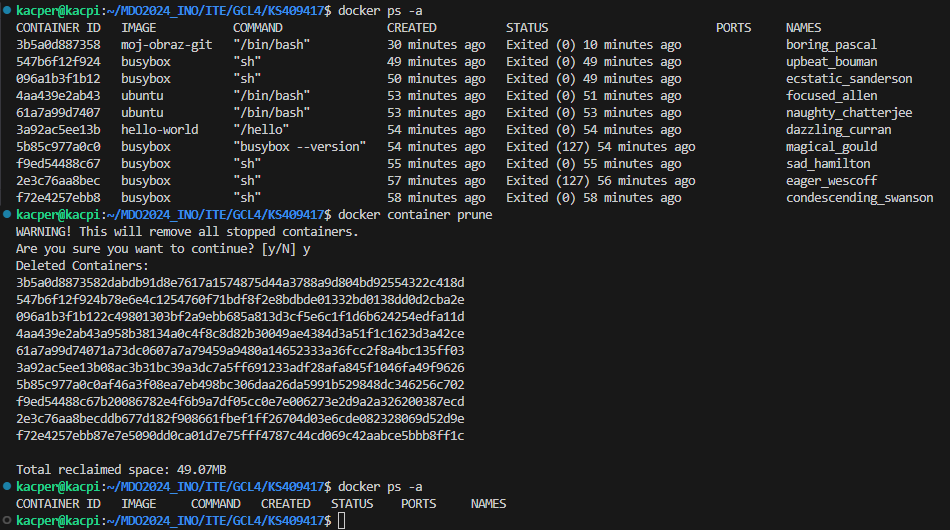 kacper@kacpi:~/MDO2024_INO/ITE/GCL4/KS409417$ docker ps -a
CONTAINER ID   IMAGE           COMMAND               CREATED          STATUS                        PORTS     NAMES
3b5a0d887358   moj-obraz-git   "/bin/bash"           30 minutes ago   Exited (0) 10 minutes ago               boring_pascal
547b6f12f924   busybox         "sh"                  49 minutes ago   Exited (0) 49 minutes ago               upbeat_bouman
096a1b3f1b12   busybox         "sh"                  50 minutes ago   Exited (0) 49 minutes ago               ecstatic_sanderson
4aa439e2ab43   ubuntu          "/bin/bash"           53 minutes ago   Exited (0) 51 minutes ago               focused_allen
61a7a99d7407   ubuntu          "/bin/bash"           53 minutes ago   Exited (0) 53 minutes ago               naughty_chatterjee
3a92ac5ee13b   hello-world     "/hello"              54 minutes ago   Exited (0) 54 minutes ago               dazzling_curran
5b85c977a0c0   busybox         "busybox --version"   54 minutes ago   Exited (127) 54 minutes ago             magical_gould
f9ed54488c67   busybox         "sh"                  55 minutes ago   Exited (0) 55 minutes ago               sad_hamilton
2e3c76aa8bec   busybox         "sh"                  57 minutes ago   Exited (127) 56 minutes ago             eager_wescoff
f72e4257ebb8   busybox         "sh"                  58 minutes ago   Exited (0) 58 minutes ago               condescending_swanson
kacper@kacpi:~/MDO2024_INO/ITE/GCL4/KS409417$ docker container prune
WARNING! This will remove all stopped containers.
Are you sure you want to continue? [y/N] y
Deleted Containers:
3b5a0d8873582dabdb91d8e7617a1574875d44a3788a9d804bd92554322c418d
547b6f12f924b78e6e4c1254760f71bdf8f2e8bdbde01332bd0138dd0d2cba2e
096a1b3f1b122c49801303bf2a9ebb685a813d3cf5e6c1f1d6b624254edfa11d
4aa439e2ab43a958b38134a0c4f8c8d82b30049ae4384d3a51f1c1623d3a42ce
61a7a99d74071a73dc0607a7a79459a9480a14652333a36fcc2f8a4bc135ff03
3a92ac5ee13b08ac3b31bc39a3dc7a5ff691233adf28afa845f1046fa49f9626
5b85c977a0c0af46a3f08ea7eb498bc306daa26da5991b529848dc346256c702
f9ed54488c67b20086782e4f6b9a7df05cc0e7e006273e2d9a2a326200387ecd
2e3c76aa8becddb677d182f908661fbef1ff26704d03e6cde082328069d52d9e
f72e4257ebb87e7e5090dd0ca01d7e75fff4787c44cd069c42aabce5bbb8ff1c
Total reclaimed space: 49.07MB
kacper@kacpi:~/MDO2024_INO/ITE/GCL4/KS409417$ docker ps -a
CONTAINER ID   IMAGE     COMMAND   CREATED   STATUS    PORTS     NAMES
kacper@kacpi:~/MDO2024_INO/ITE/GCL4/KS409417$